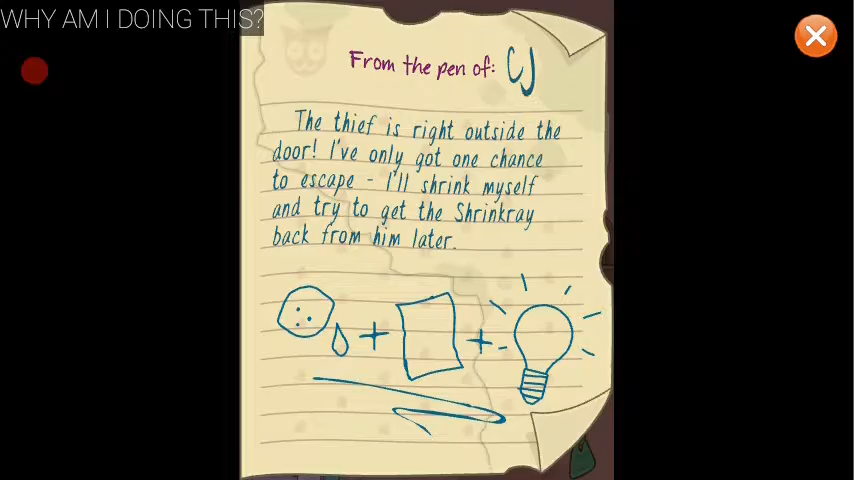 WHY AM I DOING THIS?
From the pen of: CJ
The thief is right outside the
door! I've only got one chance
to escape - I'll shrink myself
and try to get the Shrinkray
back from him later.